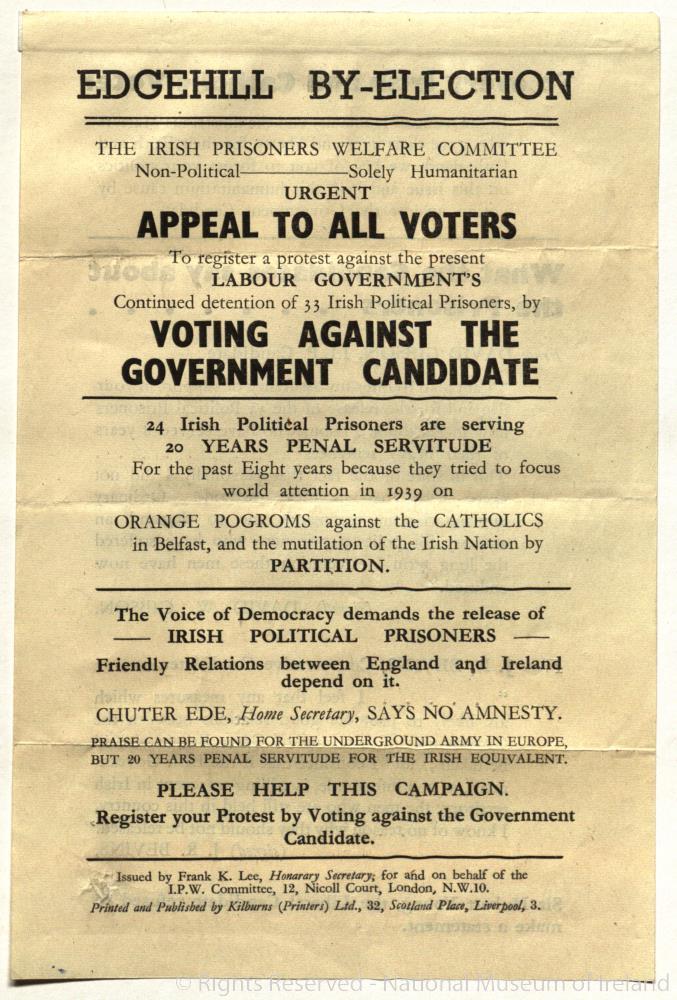 EDGEHILL BY-ELECTION
THE IRISH PRISONERS WELFARE COMMITTEE
Non-Political————Solely Humanitarian
URGENT
APPEAL TO ALL VOTERS
To register a protest against the present
LABOUR GOVERNMENT'S
Continued detention of 33 Irish Political Prisoners, by
VOTING AGAINST THE
GOVERNMENT CANDIDATE
24 Irish Political Prisoners are serving
20 YEARS PENAL SERVITUDE
For the past Eight years because they tried to focus
world attention in 1939 on
ORANGE POGROMS against the CATHOLICS
in Belfast, and the mutilation of the Irish Nation by
PARTITION.
The Voice of Democracy demands the release of
—— IRISH POLITICAL PRISONERS ——
Friendly Relations between England and Ireland
depend on it.
CHUTER EDE, Home Secretary, SAYS NO AMNESTY.
PRAISE CAN BE FOUND FOR THE UNDERGROUND ARMY IN EUROPE,
BUT 20 YEARS PENAL SERVITUDE FOR THE IRISH EQUIVALENT.
PLEASE HELP THIS CAMPAIGN.
Register your Protest by Voting against the Government
Candidate.
Issued by Frank K. Lee, Honarary Secretary; for and on behalf of the
I.P.W. Committee, 12, Nicoll Court, London, N.W.10.
Printed and Published by Kilburns (Printers) Ltd., 32, Scotland Place, Liverpool, 3.
© Rights Reserved - National Museum of Ireland